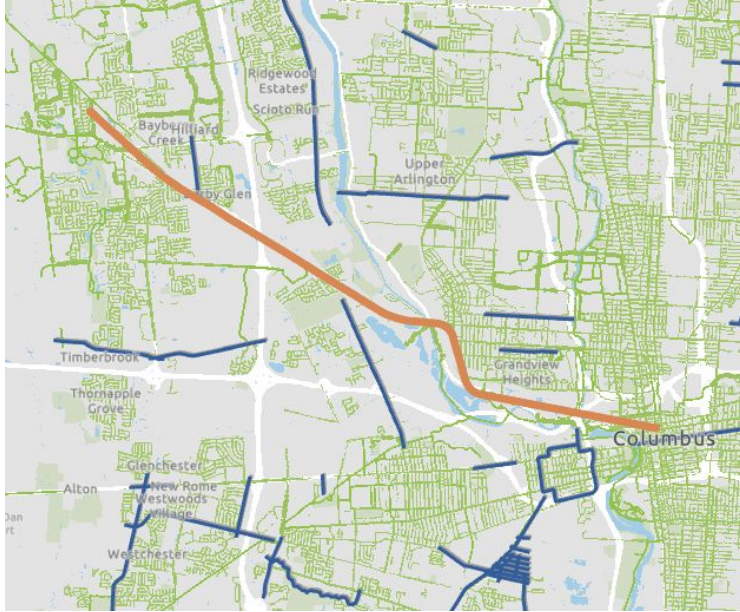 Ridgewood
Estates
Scioto Run
Hilliard
Creek
Upper
Arlington
Timberbrook
Grandview
Heights
Thornapple
Grove
Columbus
Glenchester
Alton
New Rome
Westwoods
Village
Westchester